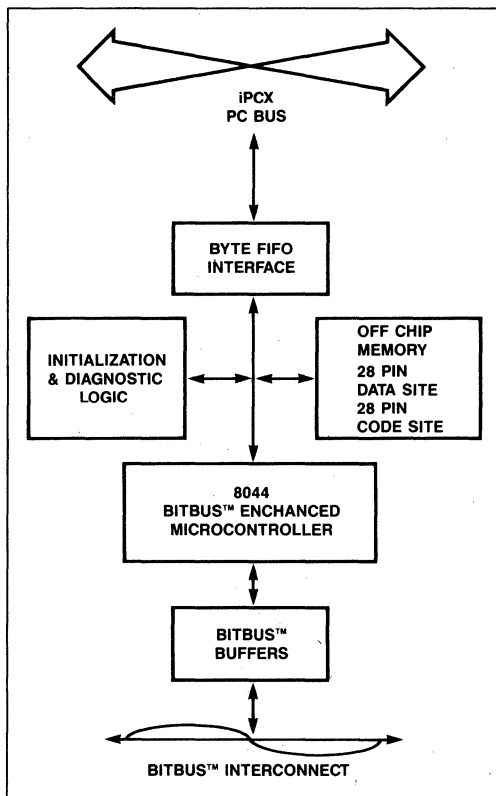 iPCX
PC BUS
BYTE FIFO
INTERFACE
INITIALIZATION
& DIAGNOSTIC
LOGIC
OFF CHIP
MEMORY
28 PIN
DATA SITE
28 PIN
CODE SITE
8044
BITBUS™ ENCHANCED
MICROCONTROLLER
BITBUS™
BUFFERS
BITBUS™ INTERCONNECT